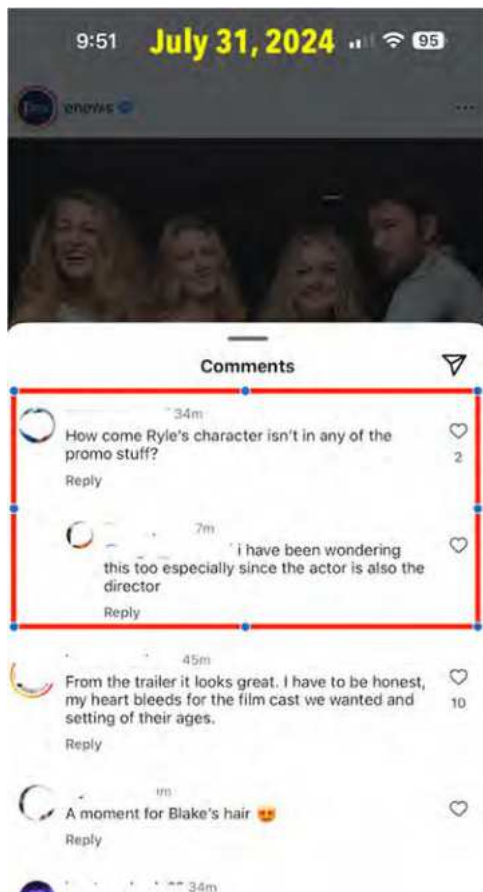 9:51 July 31, 2024 95
enews
Comments
34m
How come Ryle's character isn't in any of the
promo stuff?
2
Reply
7m
i have been wondering
this too especially since the actor is also the
director
Reply
45m
From the trailer it looks great. I have to be honest,
my heart bleeds for the film cast we wanted and
10
setting of their ages.
Reply
A moment for Blake's hair 😍
Reply
34m